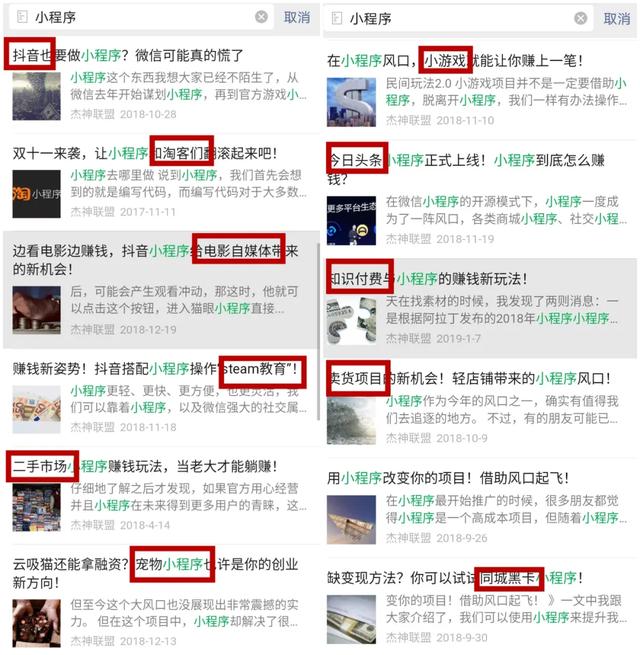 小程序
取消
抖音也要做小程序？微信可能真的慌了
小程序这个东西我想大家已经不陌生了，从
微信去年开始谋划小程序，再到官方游戏小...
杰神联盟 2018-10-28
双十一来袭，让小程序和淘客们翻滚起来吧！
小程序去哪里做 说到小程序，我们首先会想
到的就是编写代码，而编写代码对于大多数...
杰神联盟 2017-11-11
淘 小程序
边看电影边赚钱，抖音小程序给电影自媒体带来
的新机会！
后，可能会产生观看冲动，那这时，他就可
以点击这个按钮，进入猫眼小程序直接...
杰神联盟 2018-12-19
赚钱新姿势！抖音搭配小程序操作“steam教育”！
小程序更轻、更快、更方便，也更灵活，我
们可以靠着小程序，以及微信强大的社交属...
杰神联盟 2018-11-18
二手市场小程序赚钱玩法，当老大才能躺赚！
仔细地了解之后才发现，如果官方用心经营
并且小程序在未来得到更多用户的青睐，这...
杰神联盟 2018-4-14
云吸猫还能拿融资？宠物小程序也许是你的创业
新方向！
但至今这个大风口也没展现出非常震撼的实
力。 但在这个项目中，小程序却解决了很...
杰神联盟 2018-12-13
小程序
取消
在小程序风口，小游戏就能让你赚上一笔！
民间玩法2.0 小游戏项目并不是一定要借助小
程序，脱离开小程序，我们一样有办法操作...
杰神联盟 2018-11-10
今日头条小程序正式上线！小程序到底怎么赚
钱？
在微信小程序的开源模式下，小程序一度成
为了一阵风口，各类商城小程序、社交小程...
杰神联盟 2018-11-19
更多平台生态
知识付费与小程序的赚钱新玩法！
天在找素材的时候，我发现了两则消息：一
是根据阿拉丁发布的2018年小程序小程序...
杰神联盟 2019-1-7
卖货项目的新机会！轻店铺带来的小程序风口！
小程序作为今年的风口之一，确实有值得我
们去追逐的地方。 不过，有的朋友可能已...
杰神联盟 2018-10-9
用小程序改变你的项目！借助风口起飞！
在小程序最开始推广的时候，很多朋友都觉
得小程序是一个高成本项目，但随着小程序...
杰神联盟 2018-9-26
缺变现方法？你可以试试同城黑卡小程序！
变你的项目！借助风口起飞！ 》一文中我跟
大家介绍了，我们可以使用小程序来提升我...
杰神联盟 2018-9-30